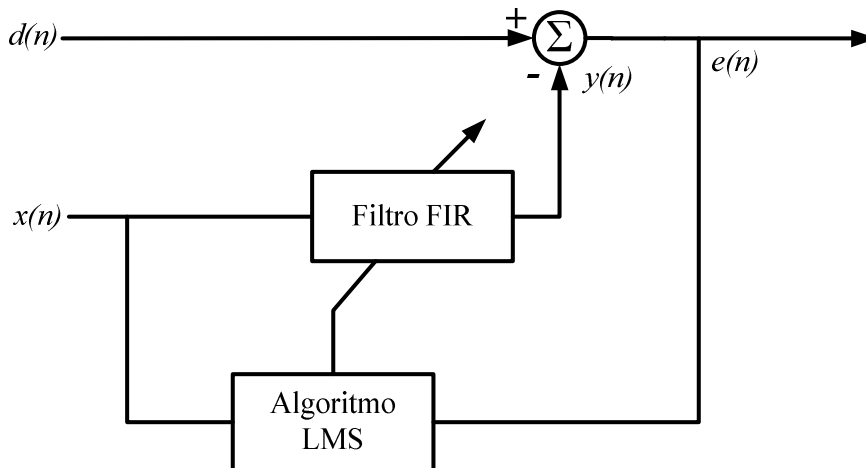 d(n)
+
Σ
-
y(n)
e(n)
x(n)
Filtro FIR
Algoritmo
LMS